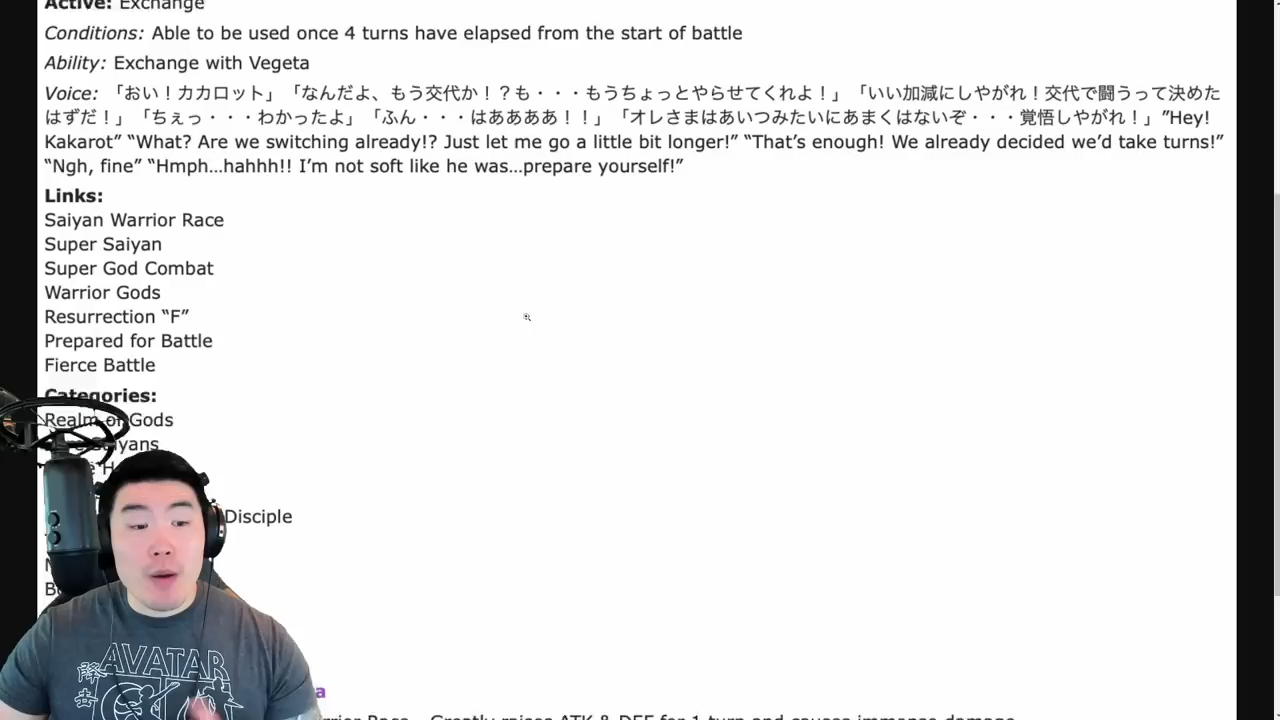 Active: Exchange
Conditions: Able to be used once 4 turns have elapsed from the start of battle
Ability: Exchange with Vegeta
Voice: 「おい！カカロット」「なんだよ、もう交代か！？も・・・もうちょっとやらせてくれよ！」「いい加減にしやがれ！交代で闘うって決めた
はずだ！」「ちぇっ・・・わかったよ」「ふん・・・はああああ！！」「オレさまはあいつみたいにあまくはないぞ・・・覚悟しやがれ！」”Hey!
Kakarot” “What? Are we switching already!? Just let me go a little bit longer!” “That’s enough! We already decided we’d take turns!”
“Ngh, fine” “Hmph…hahhh!! I’m not soft like he was…prepare yourself!”
Links:
Saiyan Warrior Race
Super Saiyan
Super God Combat
Warrior Gods
Resurrection “F”
Prepared for Battle
Fierce Battle
Categories:
Realm of Gods
Disciple
AVATAR
降
去